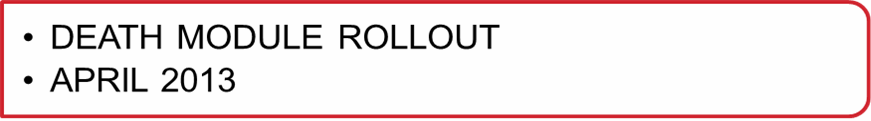 • DEATH MODULE ROLLOUT
• APRIL 2013